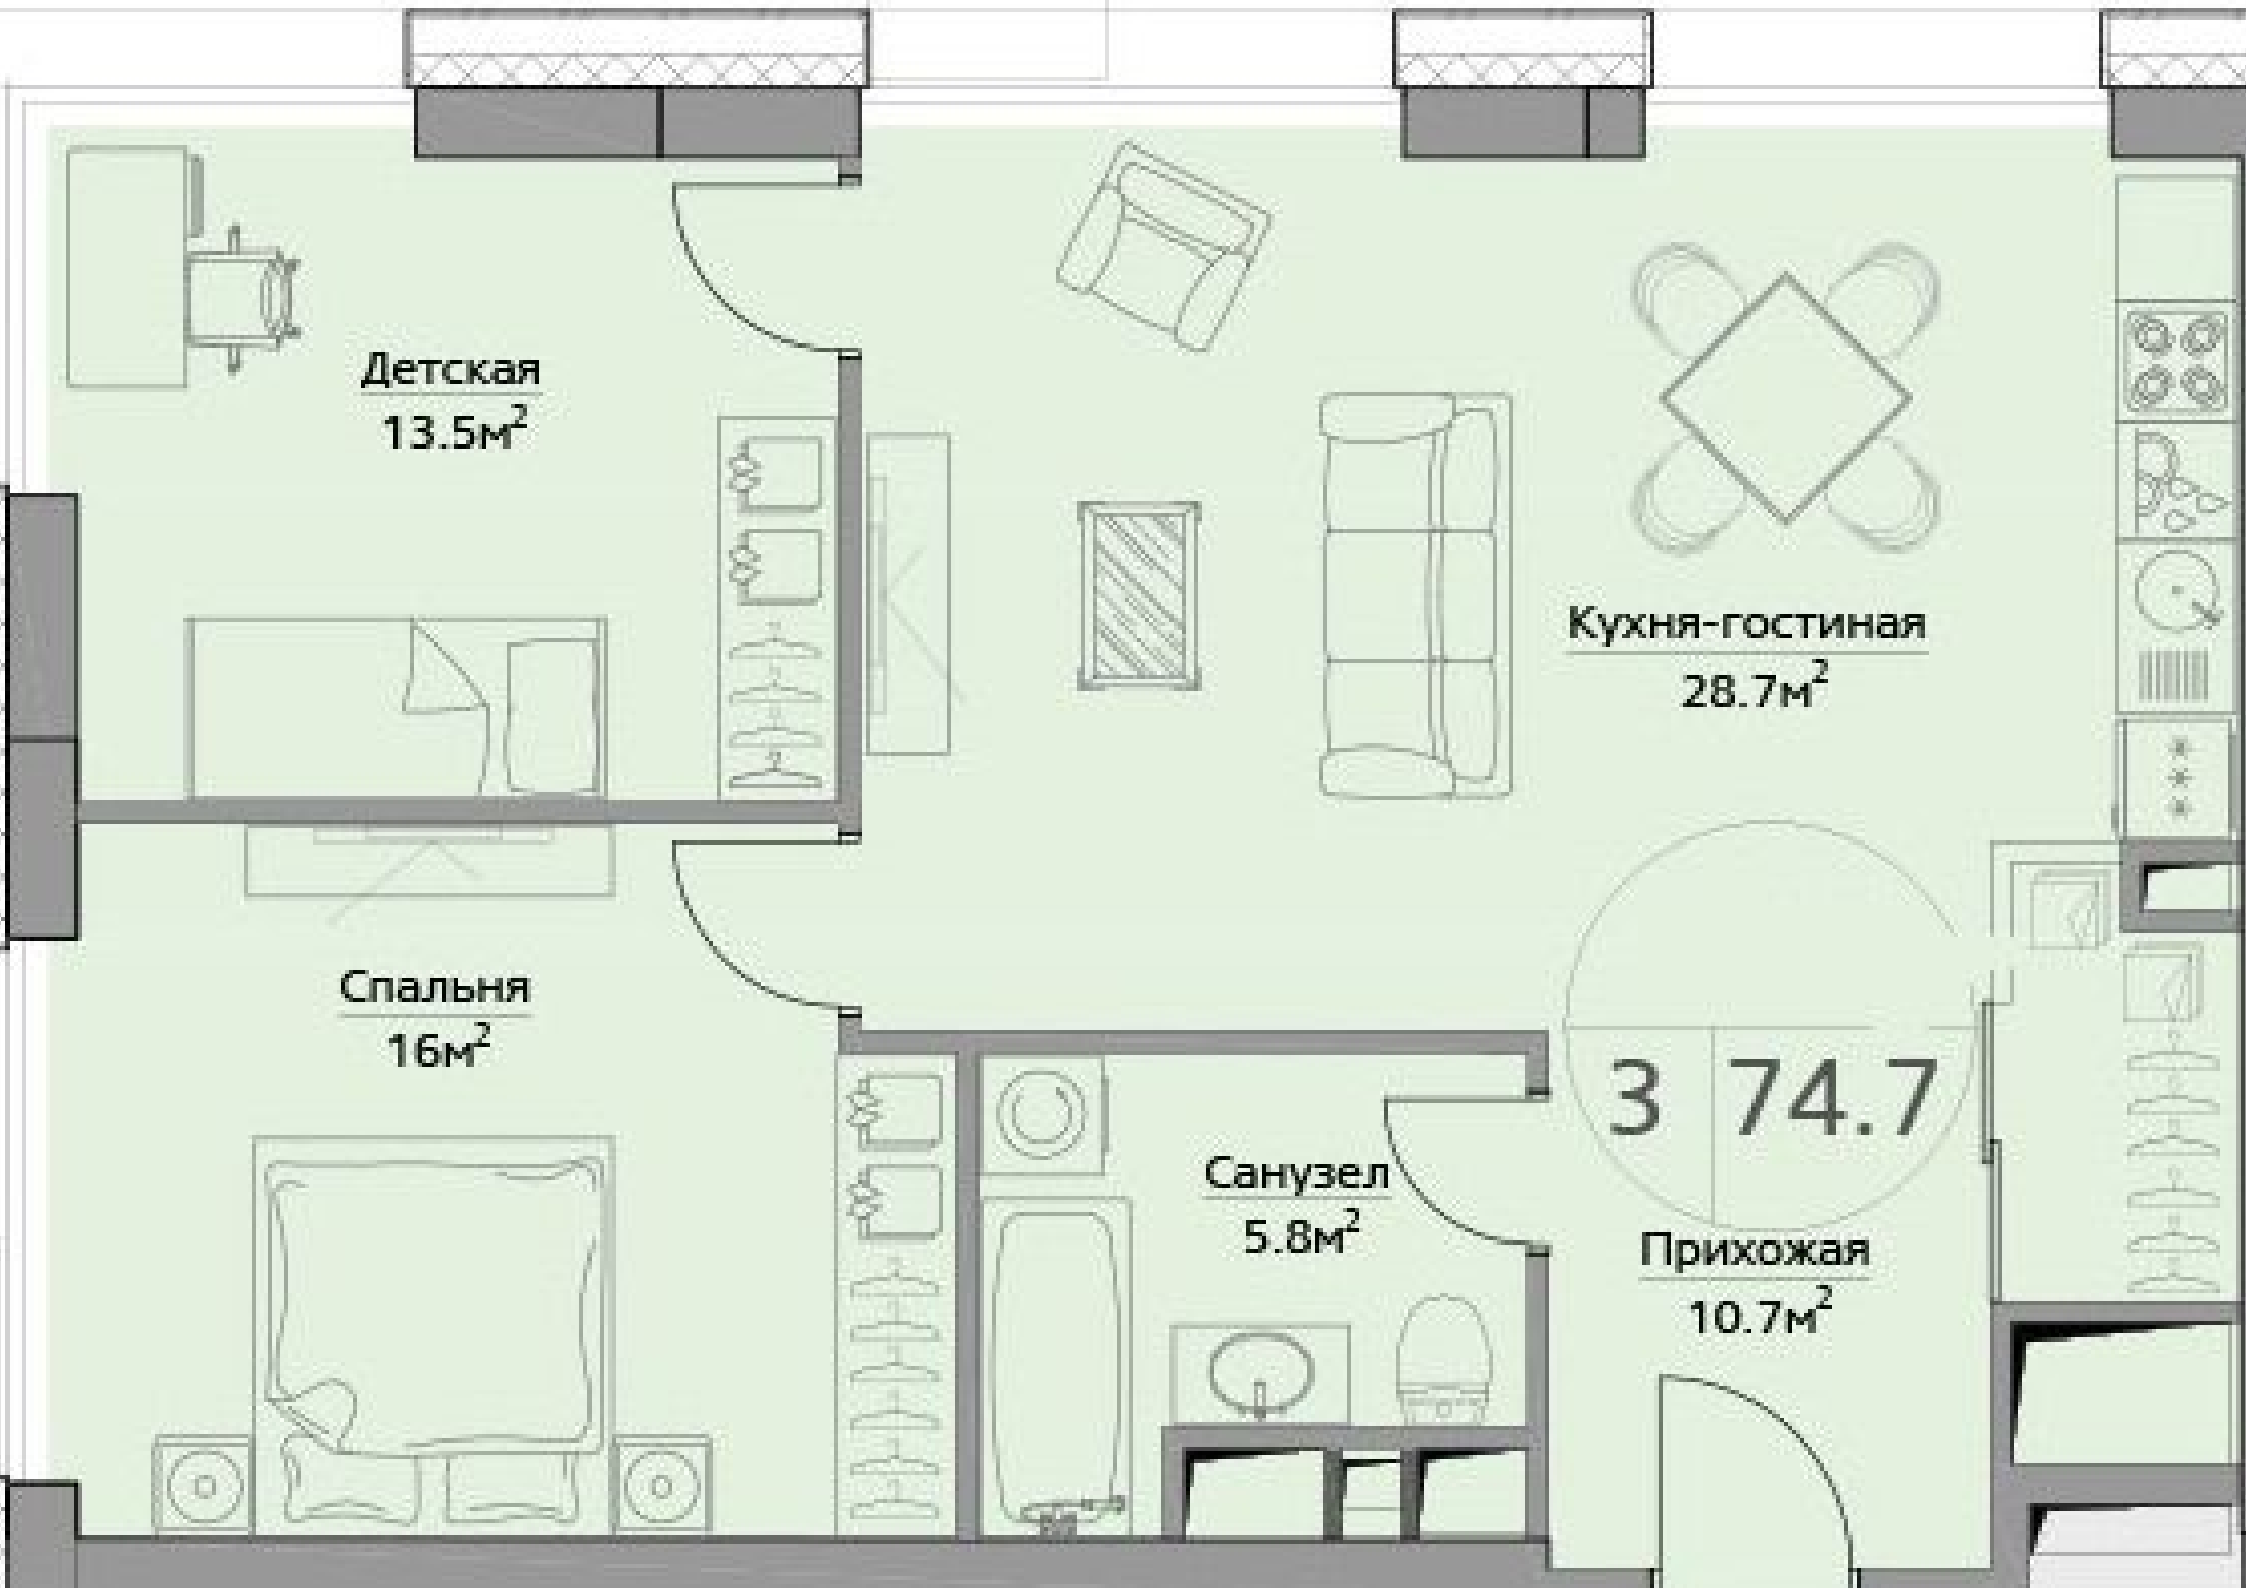 Детская
13.5м²
Кухня-гостиная
28.7м²
Спальня
16м²
3 74.7
Санузел
5.8м²
Прихожая
10.7м²